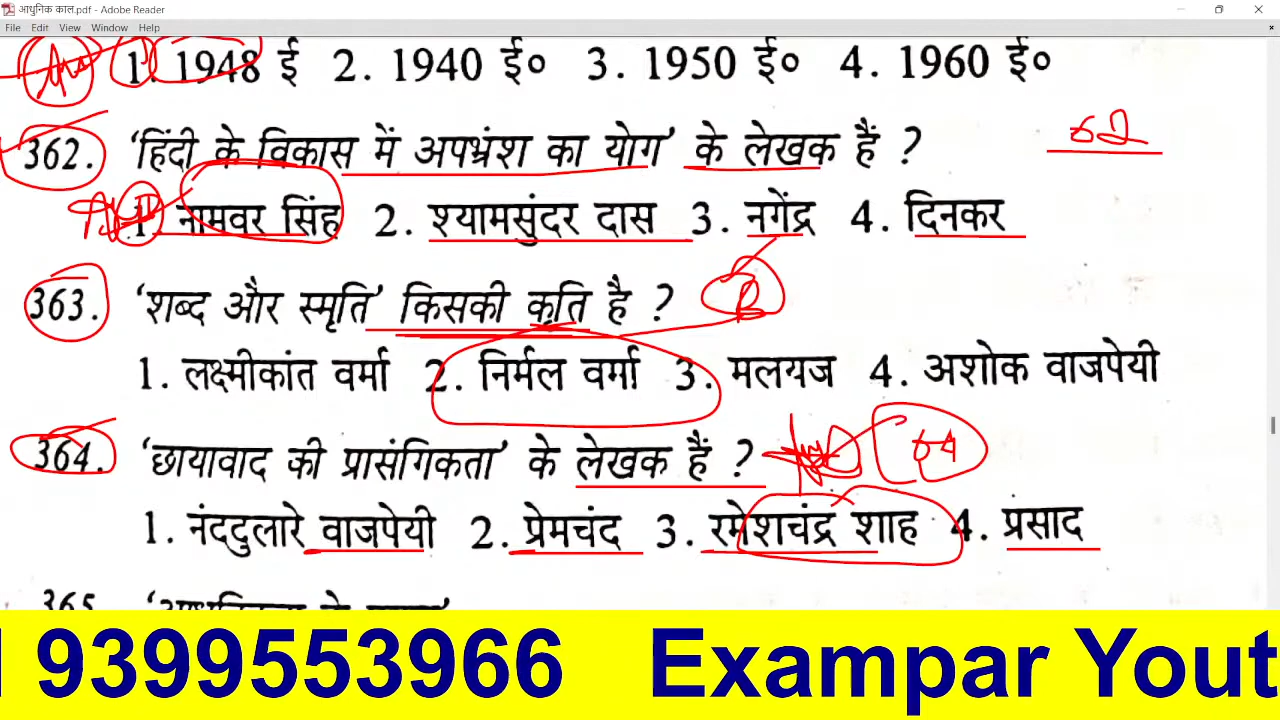 आधुनिक काल.pdf - Adobe Reader
File Edit View Window Help
1. 1948 ई 2. 1940 ई० 3. 1950 ई० 4. 1960 ई०
362. 'हिंदी के विकास में अपभ्रंश का योग' के लेखक हैं ?
62
1. नामवर सिंह 2. श्यामसुंदर दास 3. नगेंद्र 4. दिनकर
363. 'शब्द और स्मृति' किसकी कृति है ? B
1. लक्ष्मीकांत वर्मा 2. निर्मल वर्मा 3. मलयज 4. अशोक वाजपेयी
364. 'छायावाद की प्रासंगिकता' के लेखक हैं ? 64
1. नंददुलारे वाजपेयी 2. प्रेमचंद 3. रमेशचंद्र शाह 4. प्रसाद
365.
9399553966 Exampar Yout